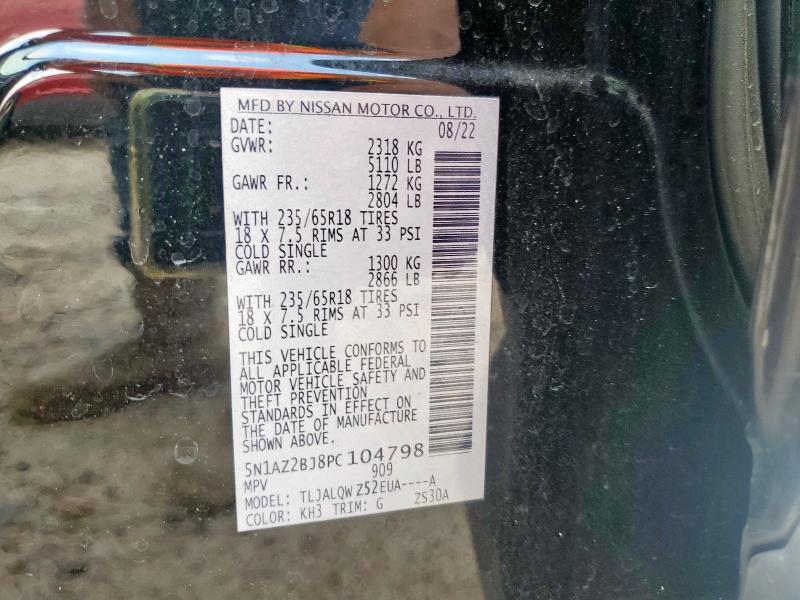 MFD BY NISSAN MOTOR CO., LTD.
DATE: 08/22
GVWR: 2318 KG
5110 LB
GAWR FR.: 1272 KG
2804 LB
WITH 235/65R18 TIRES
18 X 7.5 RIMS AT 33 PSI
COLD SINGLE
GAWR RR.: 1300 KG
2866 LB
WITH 235/65R18 TIRES
18 X 7.5 RIMS AT 33 PSI
COLD SINGLE
THIS VEHICLE CONFORMS TO
ALL APPLICABLE FEDERAL
MOTOR VEHICLE SAFETY AND
THEFT PREVENTION
STANDARDS IN EFFECT ON
THE DATE OF MANUFACTURE
SHOWN ABOVE.
5N1AZ2BJ8PC104798
MPV 909
MODEL: TLJALQW Z52EUA----A
COLOR: KH3 TRIM: G ZS30A